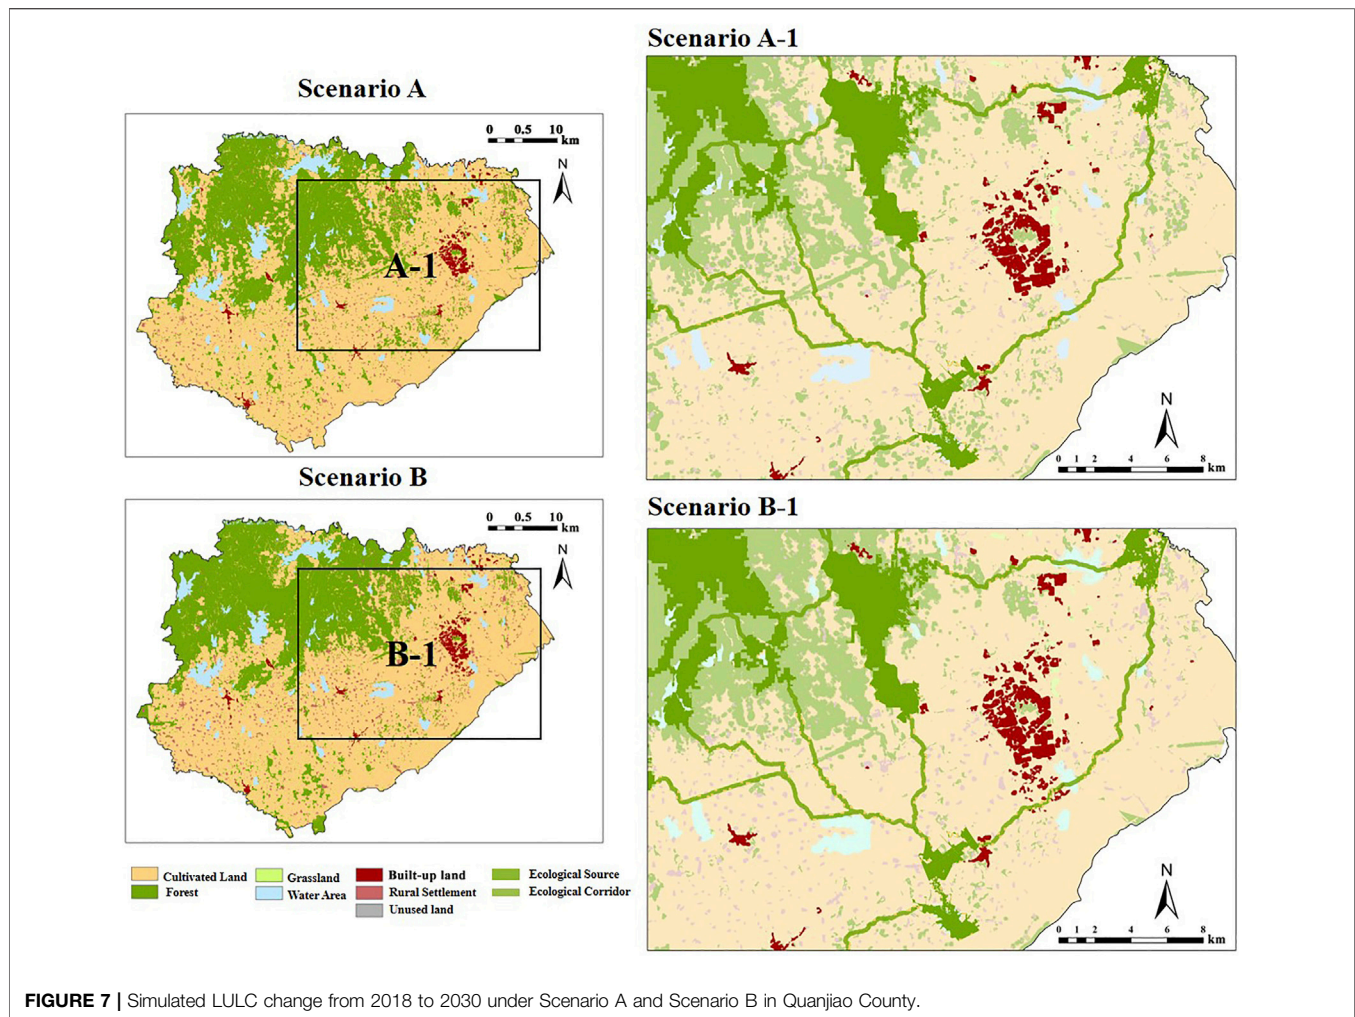 Scenario A
0 0.5 10
km
N
A-1
Scenario A-1
N
0 1 2 4 6 8
km
Scenario B
0 0.5 10
km
N
B-1
Scenario B-1
N
0 1 2 4 6 8
km
Cultivated Land
Forest
Grassland
Water Area
Built-up land
Rural Settlement
Unused land
Ecological Source
Ecological Corridor
FIGURE 7 | Simulated LULC change from 2018 to 2030 under Scenario A and Scenario B in Quanjiao County.